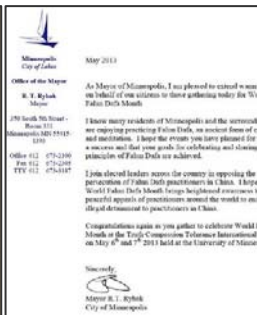 Minneapolis
City of Lakes
Office of the Mayor
R. T. Rybak
Mayor
350 South 5th Street -
Room 331
Minneapolis MN 55415-
Office 612 673-2100
Fax 612 673-2305
TTY 612 673-3187
May 2013
As Mayor of Minneapolis, I am pleased to extend warm
on behalf of our citizens to those gathering today for Wo
Falun Dafa Month
I know many residents of Minneapolis and the surround
are enjoying practicing Falun Dafa, an ancient form of
and meditation. I hope the events you have planned for
a success and that your goals for celebrating and sharing
principles of Falun Dafa are achieved.
I join elected leaders across the country in opposing the
persecution of Falun Dafa practitioners in China. I hope
World Falun Dafa Month brings heightened awareness t
peaceful appeals of practitioners around the world to en
illegal detainment to practitioners in China.
Congratulations again as you gather to celebrate World
Month at the Truth Compassion Tolerance International
on May 6th and 7th 2013 held at the University of Minne
Sincerely,
Mayor R.T. Rybak
City of Minneapolis